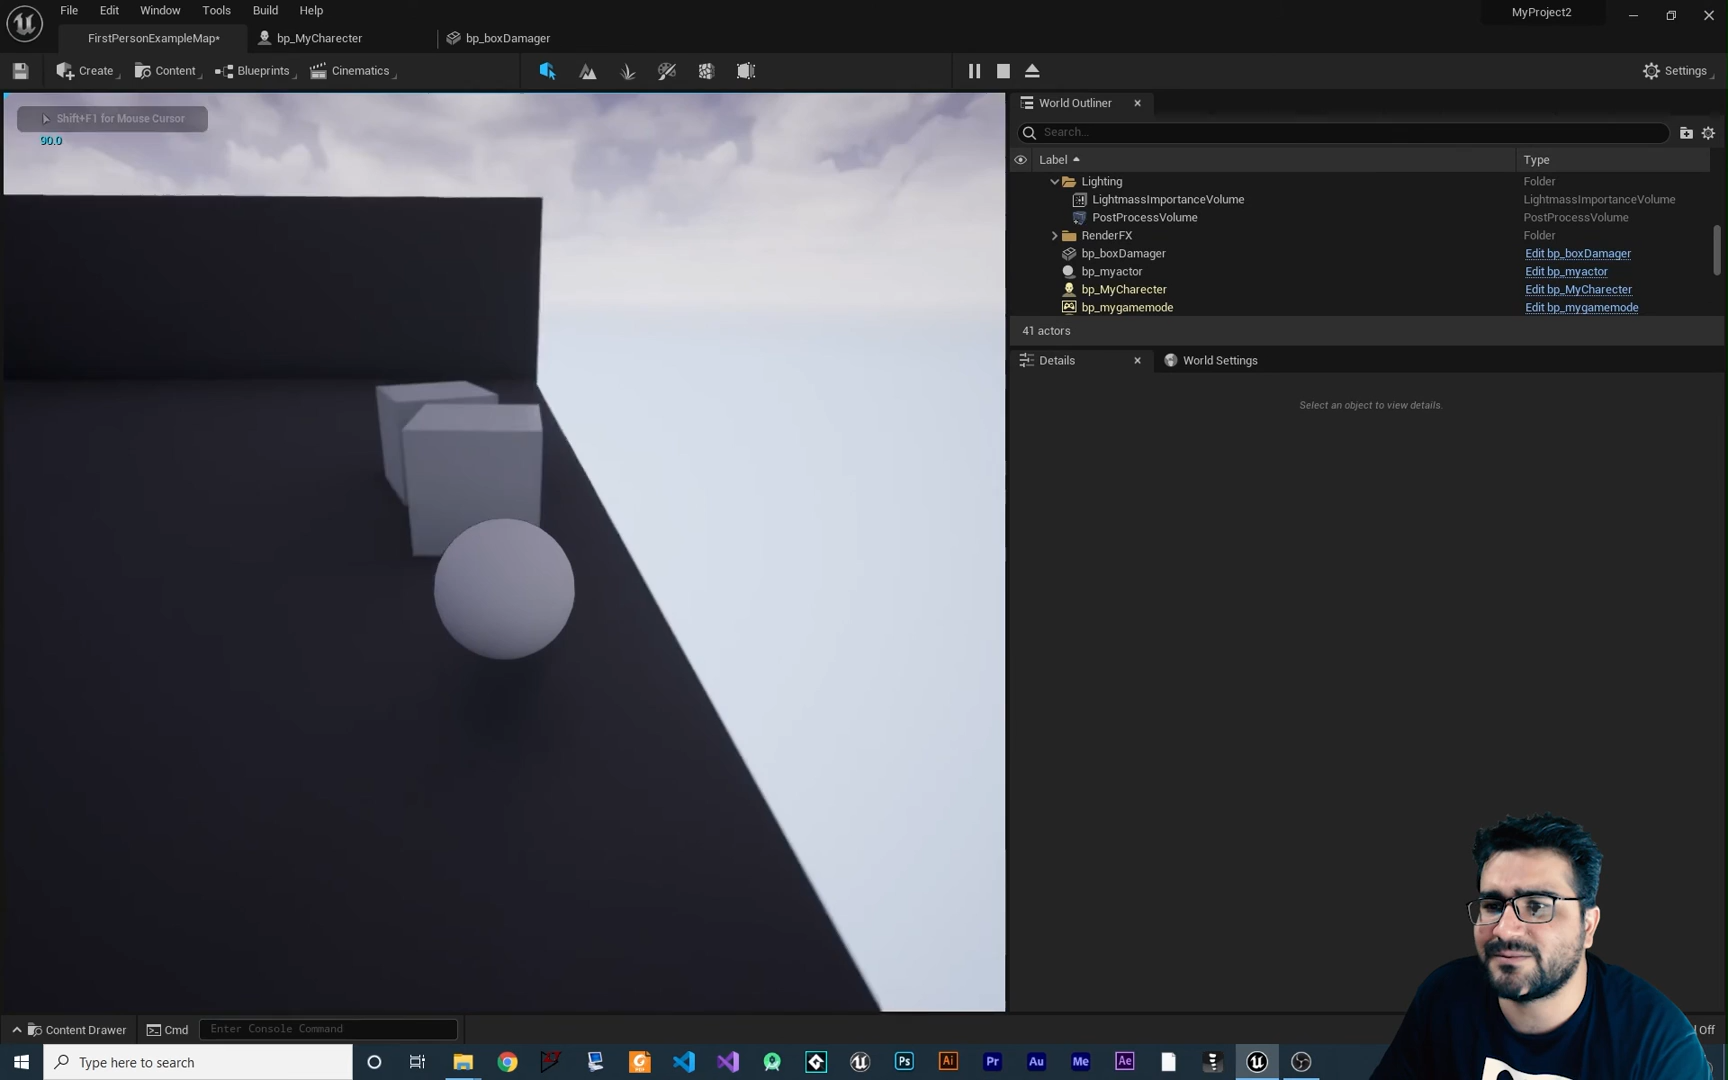 File Edit Window Tools Build Help
MyProject2
FirstPersonExampleMap* bp_MyCharecter bp_boxDamager
Create Content Blueprints Cinematics
Settings
Shift+F1 for Mouse Cursor
90.0
World Outliner
Search...
Label Type
Lighting Folder
LightmassImportanceVolume LightmassImportanceVolume
PostProcessVolume PostProcessVolume
RenderFX Folder
bp_boxDamager Edit bp_boxDamager
bp_myactor Edit bp_myactor
bp_MyCharecter Edit bp_MyCharecter
bp_mygamemode Edit bp_mygamemode
41 actors
Details World Settings
Select an object to view details.
Content Drawer Cmd Enter Console Command
Off
Type here to search
Ps Ai Pr Au Me Ae